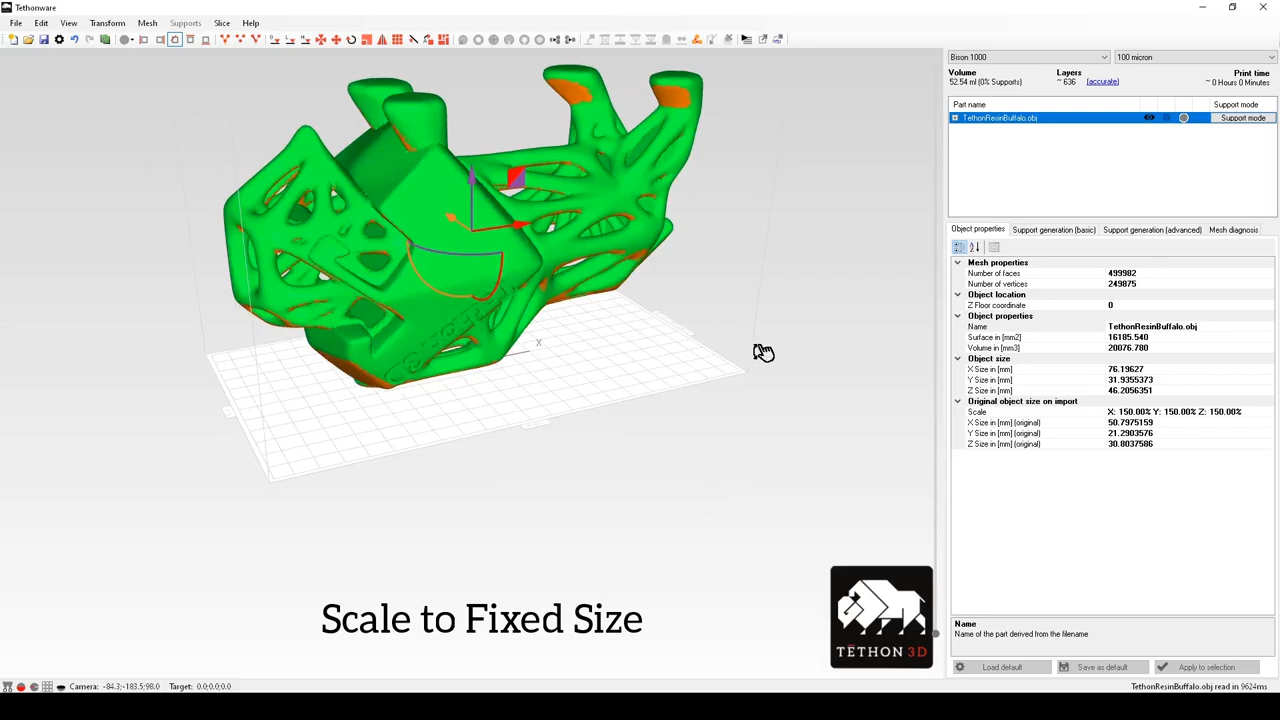 Tethonware
File Edit View Transform Mesh Supports Slice Help
Bison 1000
100 micron
Volume Layers Print time
52.54 ml (0% Supports) ~ 636 (accurate) ~ 0 Hours 0 Minutes
Part name Support mode
TethonResinBuffalo.obj Support mode
Object properties Support generation (basic) Support generation (advanced) Mesh diagnosis
Mesh properties
Number of faces 499982
Number of vertices 249875
Object location
Z Floor coordinate 0
Object properties
Name TethonResinBuffalo.obj
Surface in [mm2] 16185.540
Volume in [mm3] 20076.780
Object size
X Size in [mm] 76.19627
Y Size in [mm] 31.9355373
Z Size in [mm] 46.2056351
Original object size on import
Scale X: 150.00% Y: 150.00% Z: 150.00%
X Size in [mm] (original) 50.7975159
Y Size in [mm] (original) 21.2903576
Z Size in [mm] (original) 30.8037586
X
Scale to Fixed Size
TETHON 3D
Name
Name of the part derived from the filename
Load default Save as default Apply to selection
Camera: -84.3;-183.5;98.0 Target: 0.0;0.0;0.0
TethonResinBuffalo.obj read in 9624ms